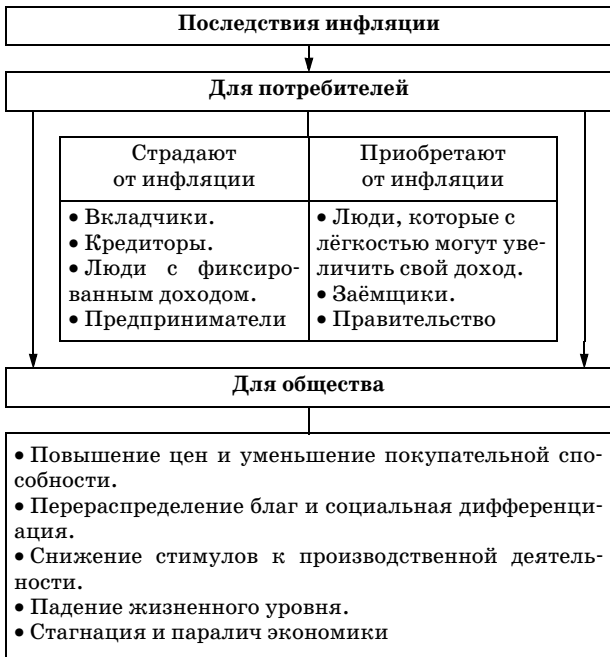 Последствия инфляции
Для потребителей
Страдают
от инфляции
• Вкладчики.
• Кредиторы.
• Люди с фиксиро-
ванным доходом.
• Предприниматели
Приобретают
от инфляции
• Люди, которые с
лёгкостью могут уве-
личить свой доход.
• Заёмщики.
• Правительство
Для общества
• Повышение цен и уменьшение покупательной спо-
собности.
• Перераспределение благ и социальная дифференци-
ация.
• Снижение стимулов к производственной деятель-
ности.
• Падение жизненного уровня.
• Стагнация и паралич экономики